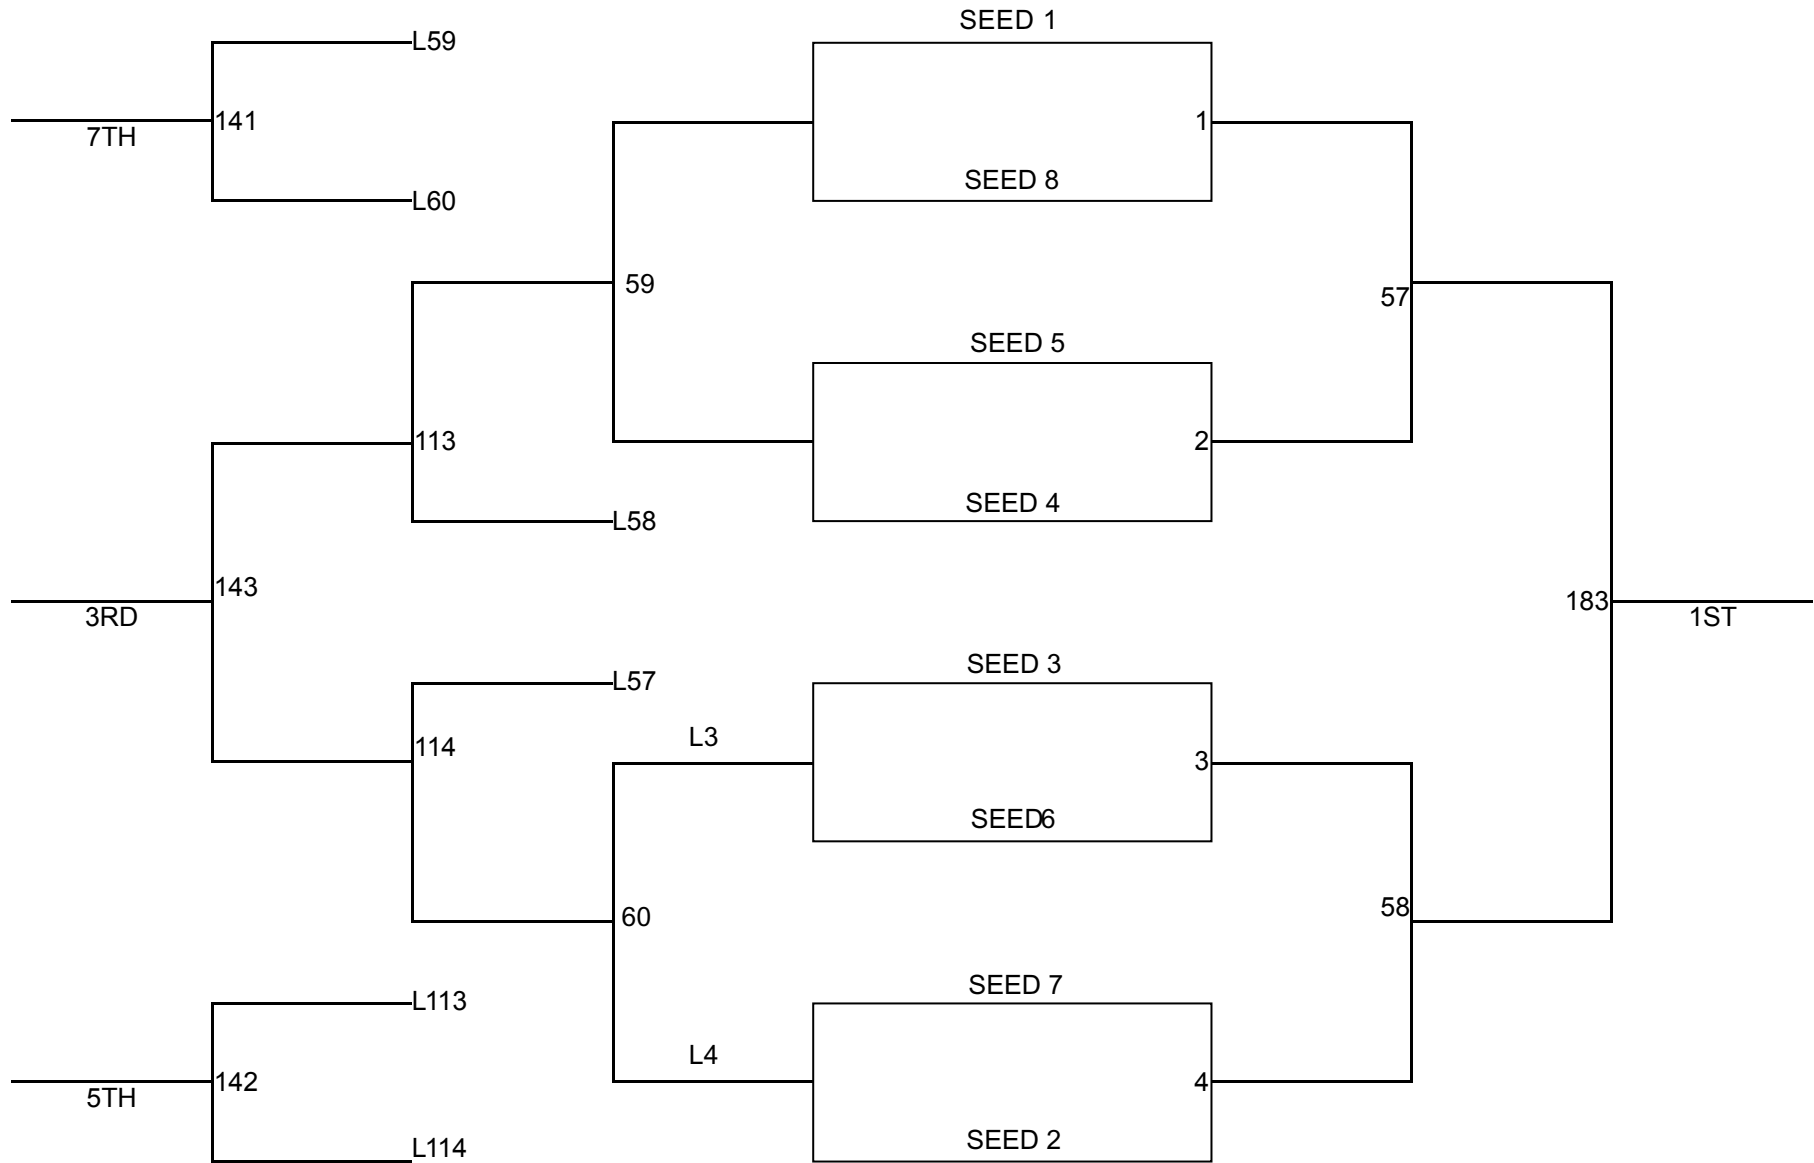 SEED 1
L59
141
1
7TH
SEED 8
L60
59
57
SEED 5
113
2
SEED 4
L58
143
183
3RD
1ST
SEED 3
L57
L3
114
3
SEED6
60
58
SEED 7
L113
L4
142
4
5TH
SEED 2
L114